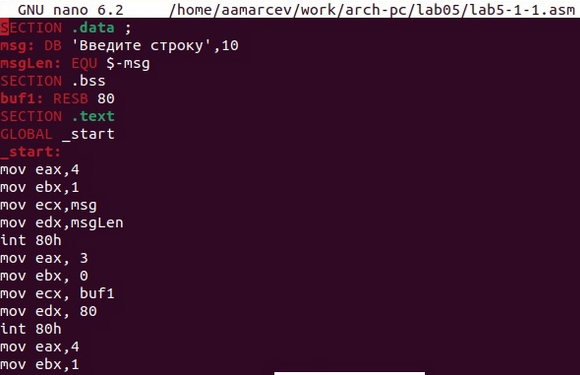 GNU nano 6.2 /home/aamarcev/work/arch-pc/lab05/lab5-1-1.asm
SECTION .data ;
msg: DB 'Введите строку',10
msgLen: EQU $-msg
SECTION .bss
buf1: RESB 80
SECTION .text
GLOBAL _start
_start:
mov eax,4
mov ebx,1
mov ecx,msg
mov edx,msgLen
int 80h
mov eax, 3
mov ebx, 0
mov ecx, buf1
mov edx, 80
int 80h
mov eax,4
mov ebx,1